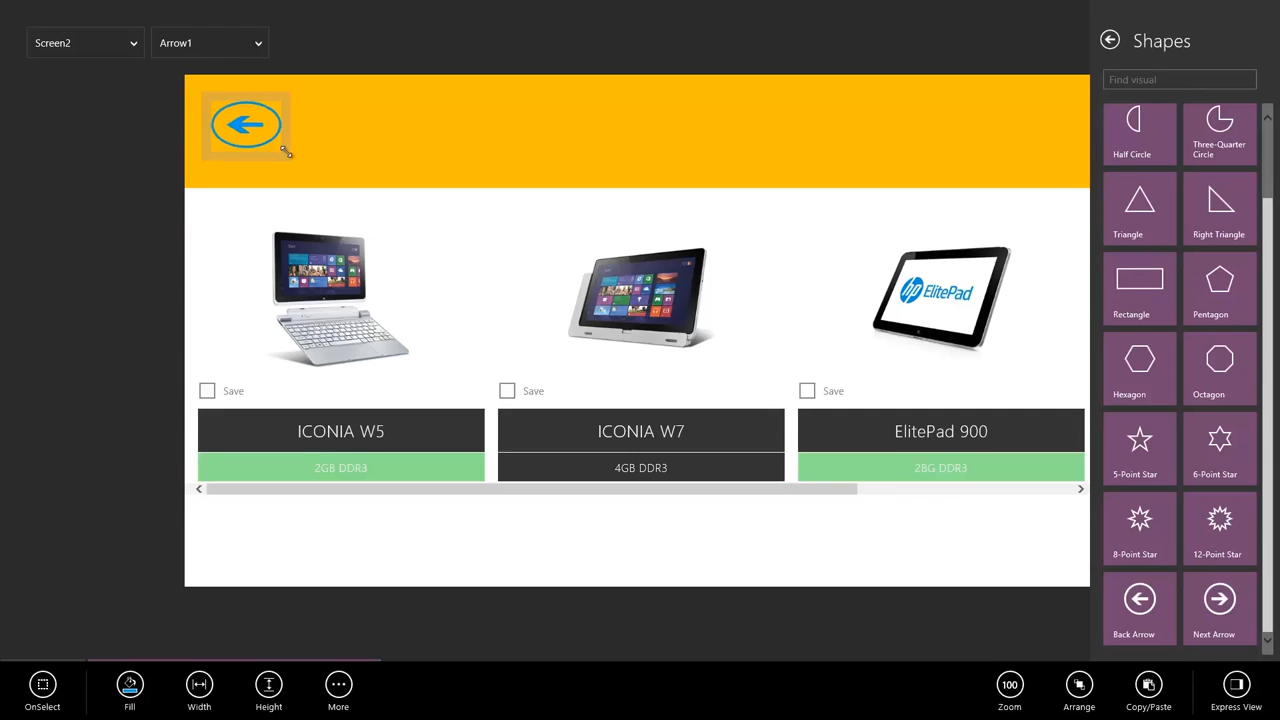 Screen2
Arrow1
Shapes
Find visual
Half Circle
Three-Quarter
Circle
Triangle
Right Triangle
Rectangle
Pentagon
Hexagon
Octagon
5-Point Star
6-Point Star
8-Point Star
12-Point Star
Back Arrow
Next Arrow
hp ElitePad
Save
Save
Save
ICONIA W5
ICONIA W7
ElitePad 900
2GB DDR3
4GB DDR3
2BG DDR3
OnSelect
Fill
Width
Height
More
100
Zoom
Arrange
Copy/Paste
Express View